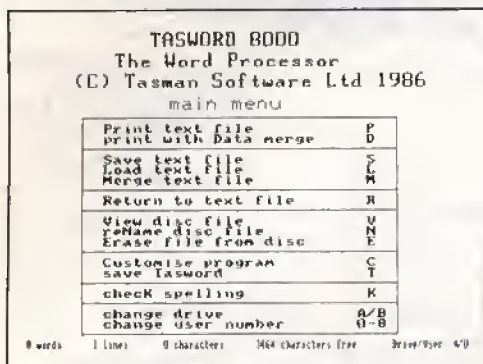 TASWORD 8000
The Word Processor
(C) Tasman Software Ltd 1986
main menu
Print text file P
print with Data merge D
Save text file S
Load text file L
Merge text file M
Return to text file R
View disc file V
reName disc file N
Erase file from disc E
Customise program C
save Tasword T
checK spelling K
change drive A/B
change user number 0-8
0 words 1 lines 0 characters characters free Drive/User